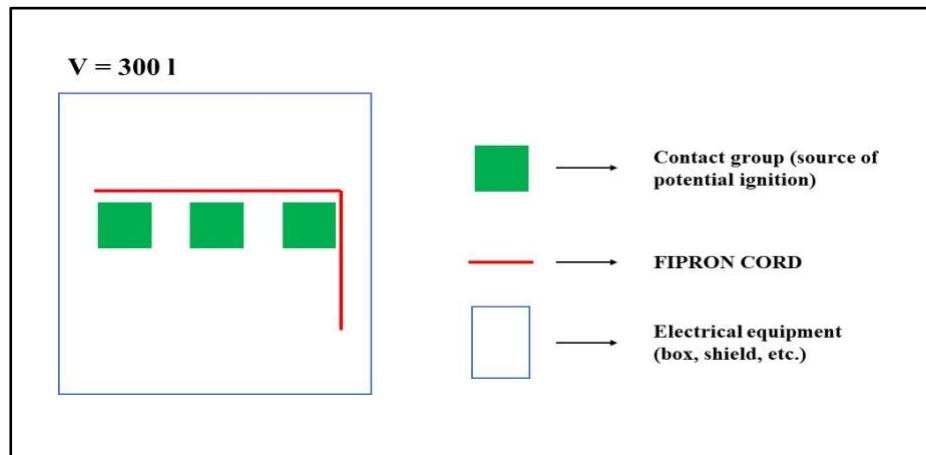 V = 300 l
Contact group (source of
potential ignition)
FIPRON CORD
Electrical equipment
(box, shield, etc.)